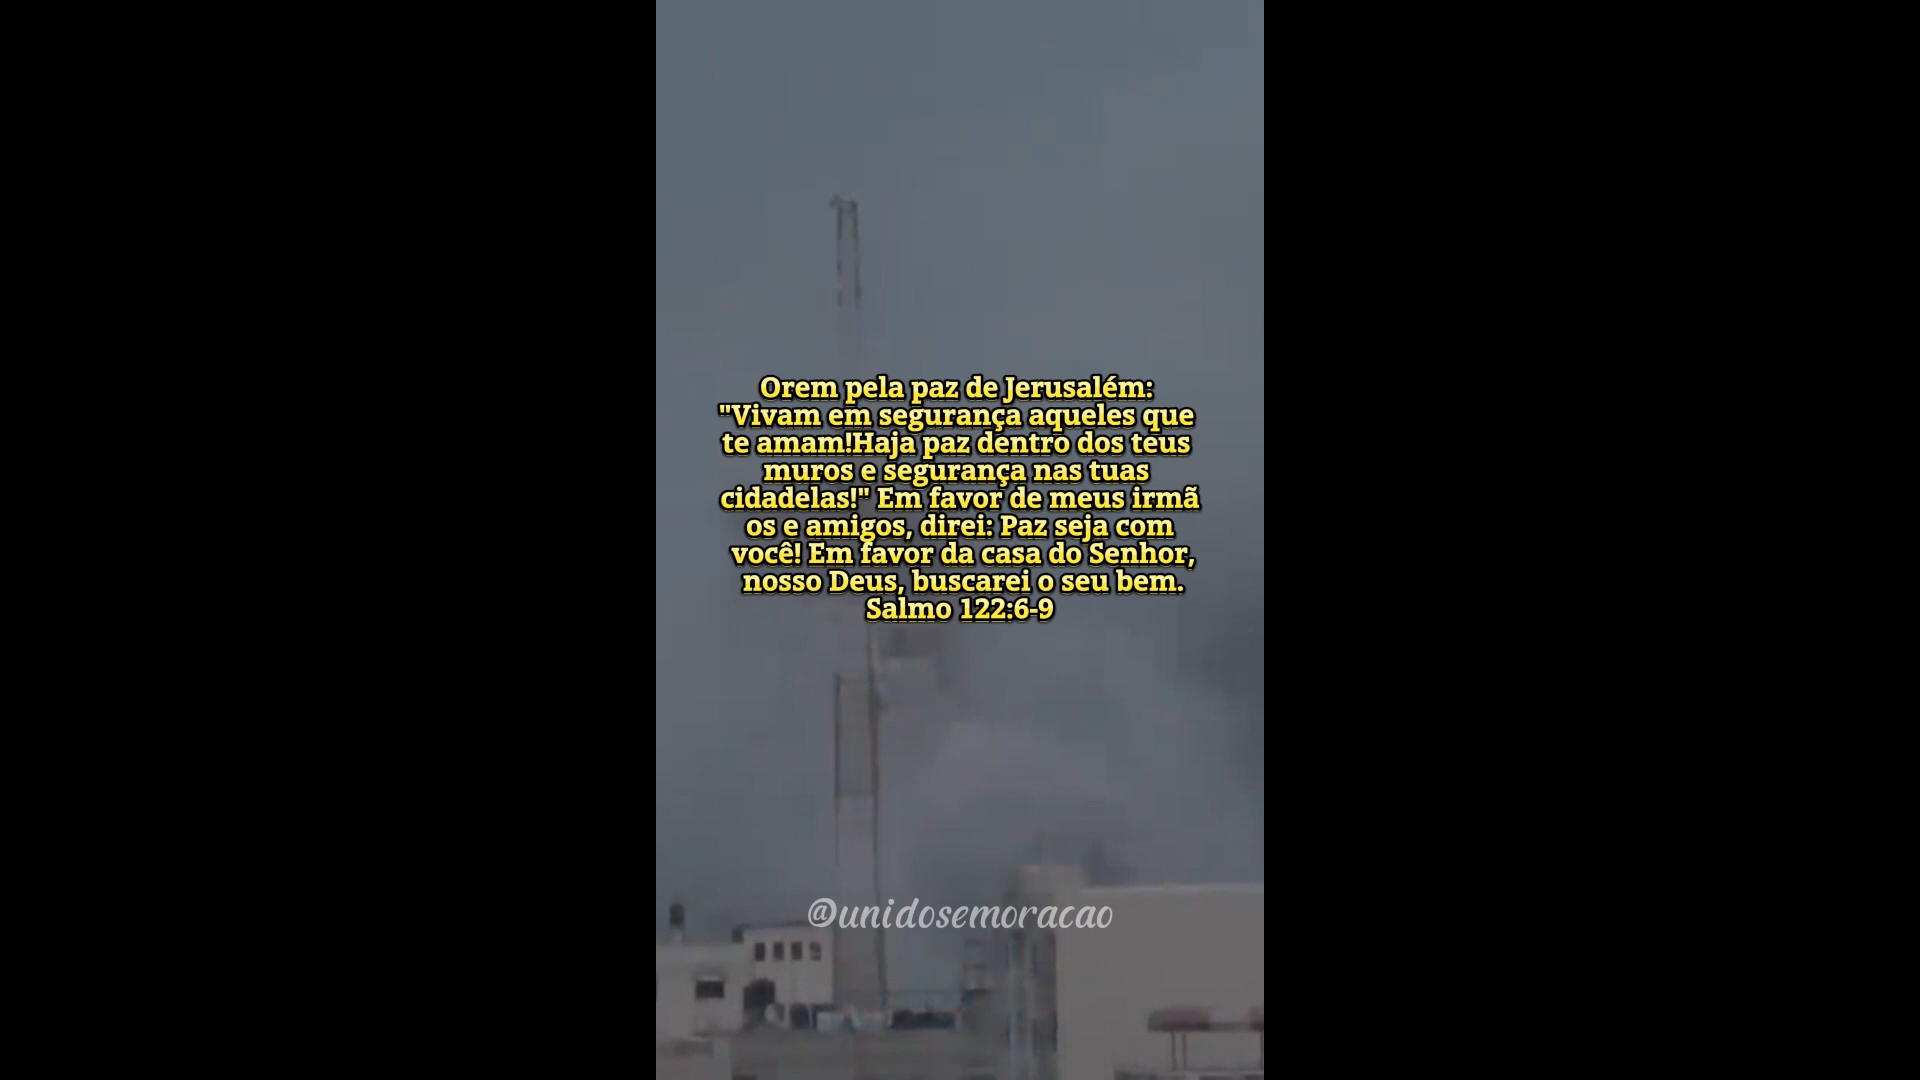 Orem pela paz de Jerusalém:
"Vivam em segurança aqueles que
te amam!Haja paz dentro dos teus
muros e segurança nas tuas
cidadelas!" Em favor de meus irmã
os e amigos, direi: Paz seja com
você! Em favor da casa do Senhor,
nosso Deus, buscarei o seu bem.
Salmo 122:6-9
@unidosemoracao